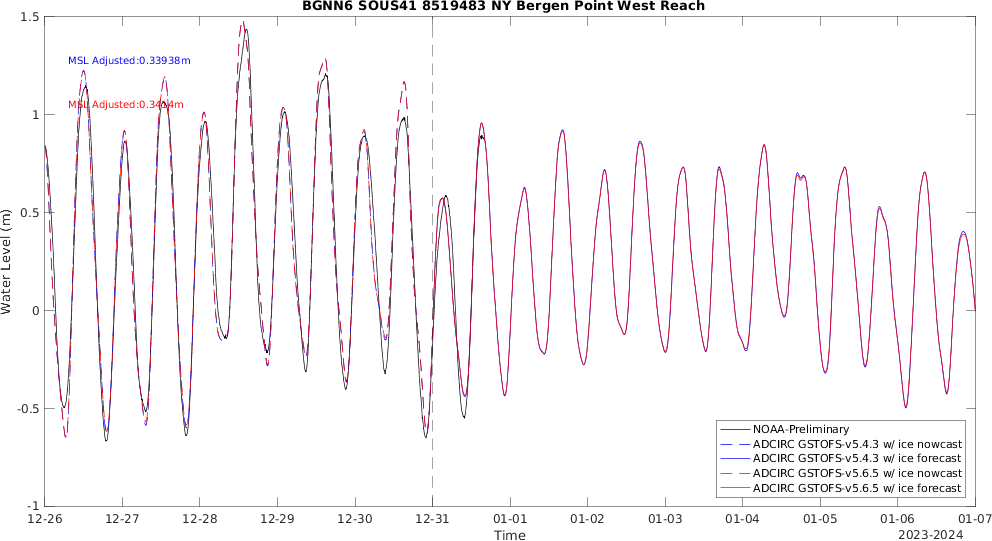 BGNN6 SOUS41 8519483 NY Bergen Point West Reach
1.5
MSL Adjusted:0.33938m
MSL Adjusted:
1
0.5
Water Level (m)
0
-0.5
-1
NOAA-Preliminary
ADCIRC GSTOFS-v5.4.3 w/ ice nowcast
ADCIRC GSTOFS-v5.4.3 w/ ice forecast
ADCIRC GSTOFS-v5.6.5 w/ ice nowcast
ADCIRC GSTOFS-v5.6.5 w/ ice forecast
12-26 12-27 12-28 12-29 12-30 12-31 01-01 01-02 01-03 01-04 01-05 01-06 01-07
Time
2023-2024